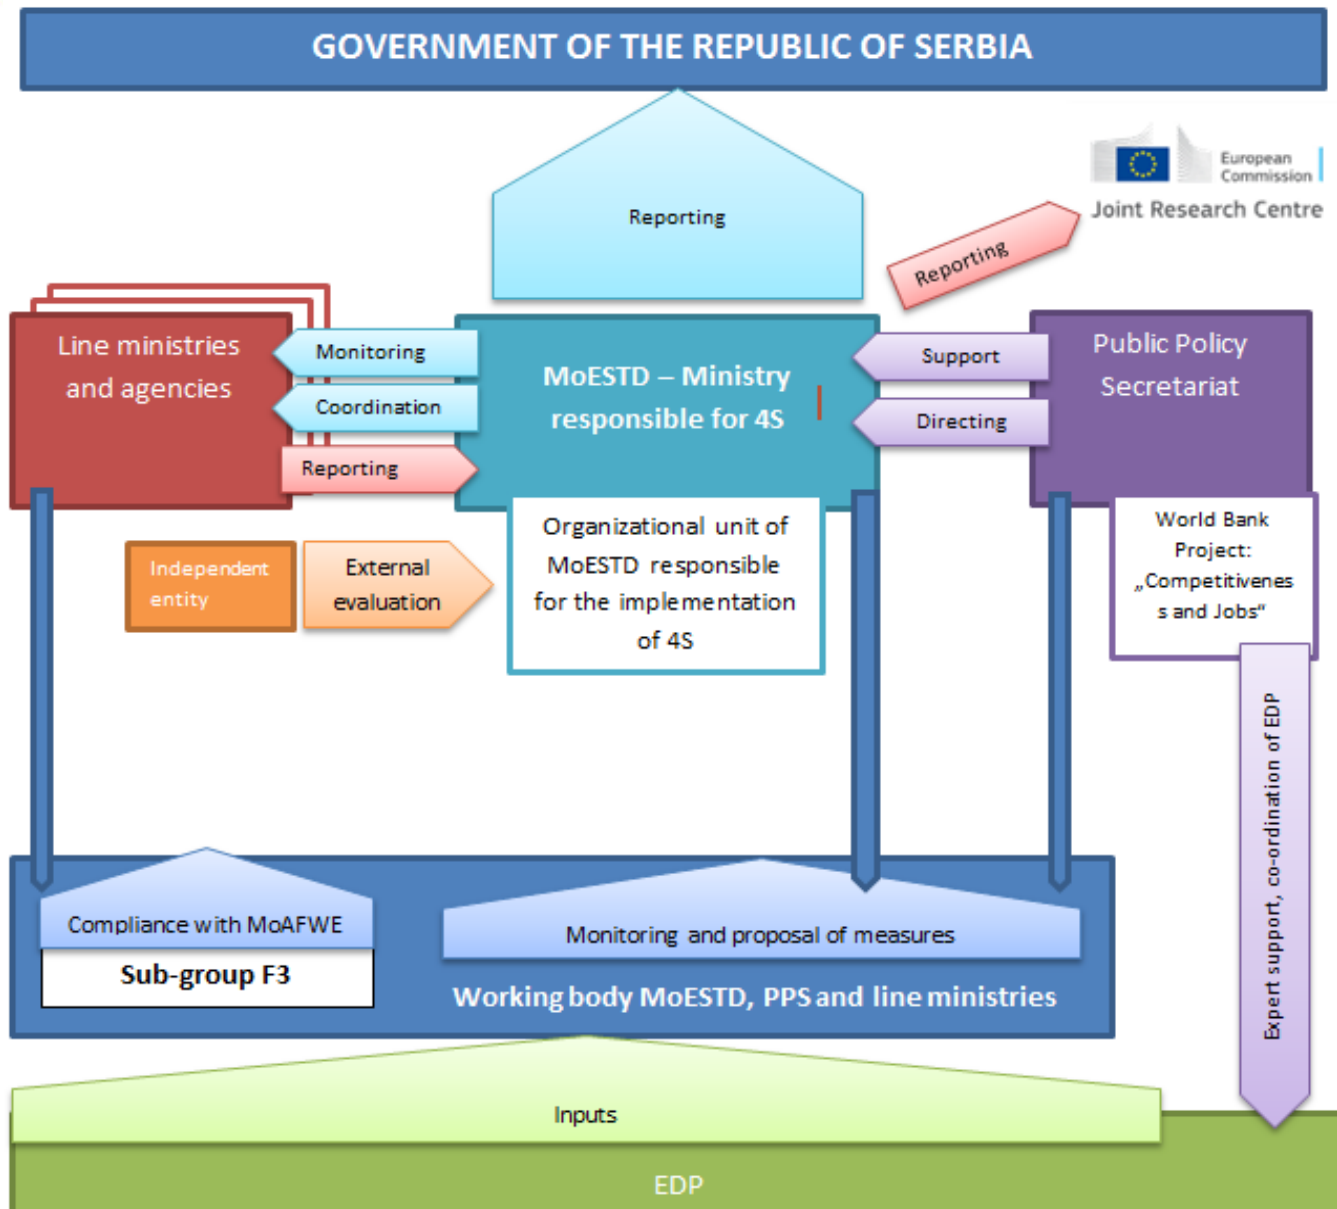 GOVERNMENT OF THE REPUBLIC OF SERBIA
European
Commission
Joint Research Centre
Reporting
Reporting
Line ministries
and agencies
Monitoring
Coordination
Reporting
MoESTD – Ministry
responsible for 4S
Support
Directing
Public Policy
Secretariat
Independent
entity
External
evaluation
Organizational unit of
MoESTD responsible
for the implementation
of 4S
World Bank
Project:
„Competitivenes
s and Jobs“
Expert support, co-ordination of EDP
Compliance with MoAFWE
Sub-group F3
Monitoring and proposal of measures
Working body MoESTD, PPS and line ministries
Inputs
EDP